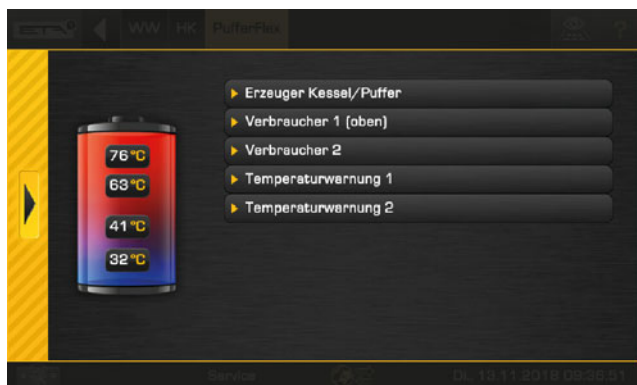 ETA WW HK PufferFlex ?
Erzeuger Kessel/Puffer
Verbraucher 1 (oben)
Verbraucher 2
Temperaturwarnung 1
Temperaturwarnung 2
76°C
63°C
41°C
32°C
Service Di., 13.11.2018 09:36:51